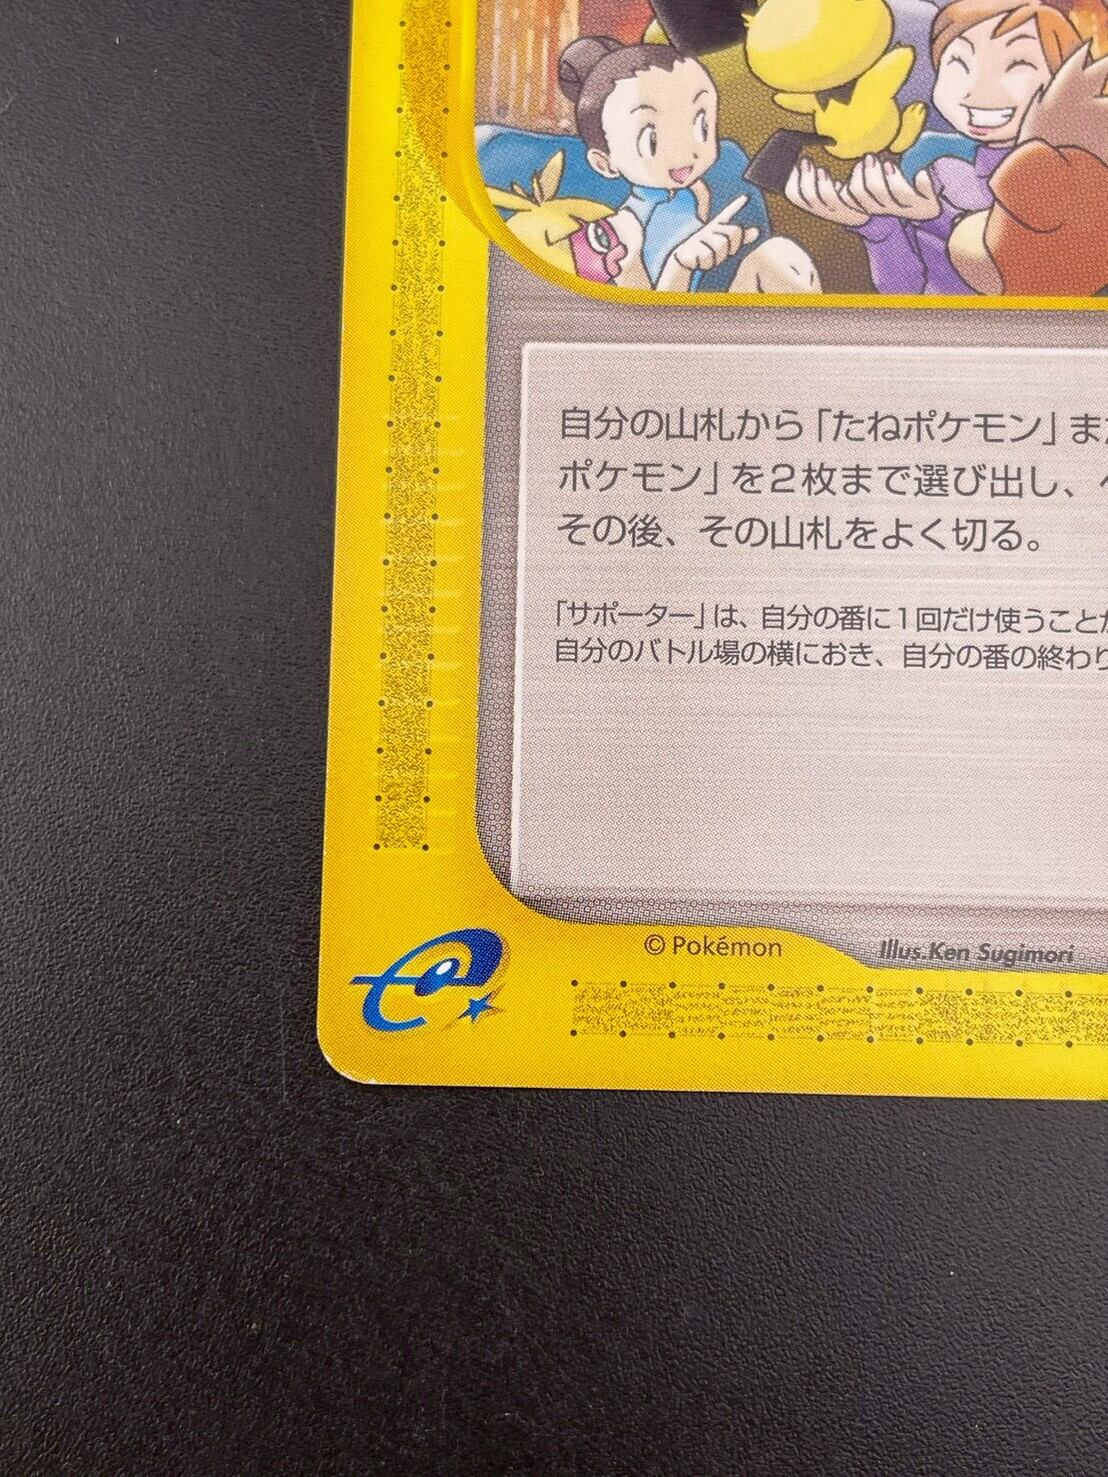 自分の山札から「たねポケモン」ま
ポケモン」を2枚まで選び出し、
その後、その山札をよく切る。
「サポーター」は、自分の番に1回だけ使うこと
自分のバトル場の横におき、自分の番の終わり
© Pokémon
Illus. Ken Sugimori
e